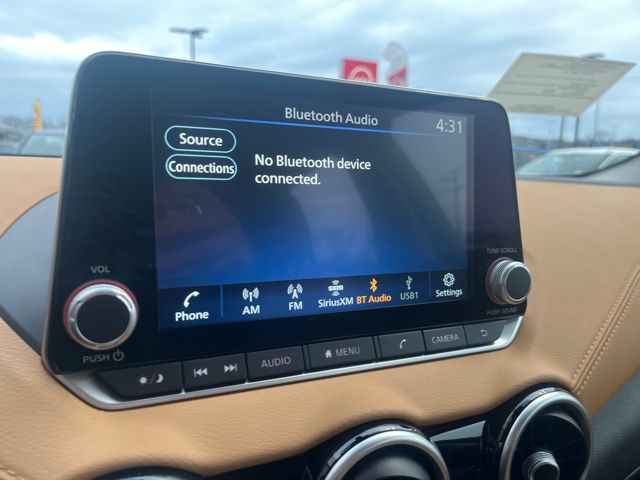 Bluetooth Audio
4:31
Source
Connections
No Bluetooth device
connected.
Phone
AM
FM
SXM
SiriusXM
BT Audio
USB1
Settings
VOL
PUSH
TUNE·SCROLL
PUSH SOUND
AUDIO
MENU
CAMERA